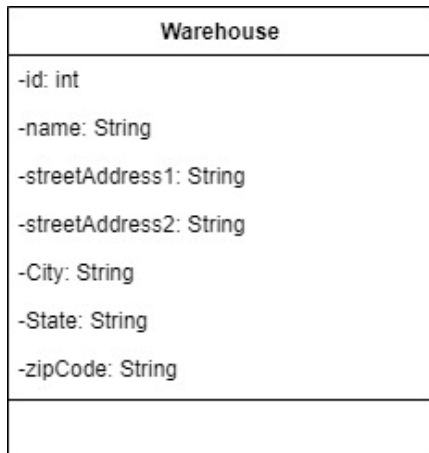 Warehouse
-id: int
-name: String
-streetAddress1: String
-streetAddress2: String
-City: String
-State: String
-zipCode: String